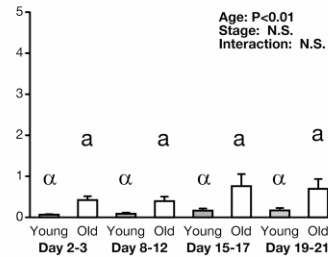 Age: P<0.01
Stage: N.S.
Interaction: N.S.
5
4
3
2
1
0
α a α a α a α a
Young Old Young Old Young Old Young Old
Day 2-3 Day 8-12 Day 15-17 Day 19-21